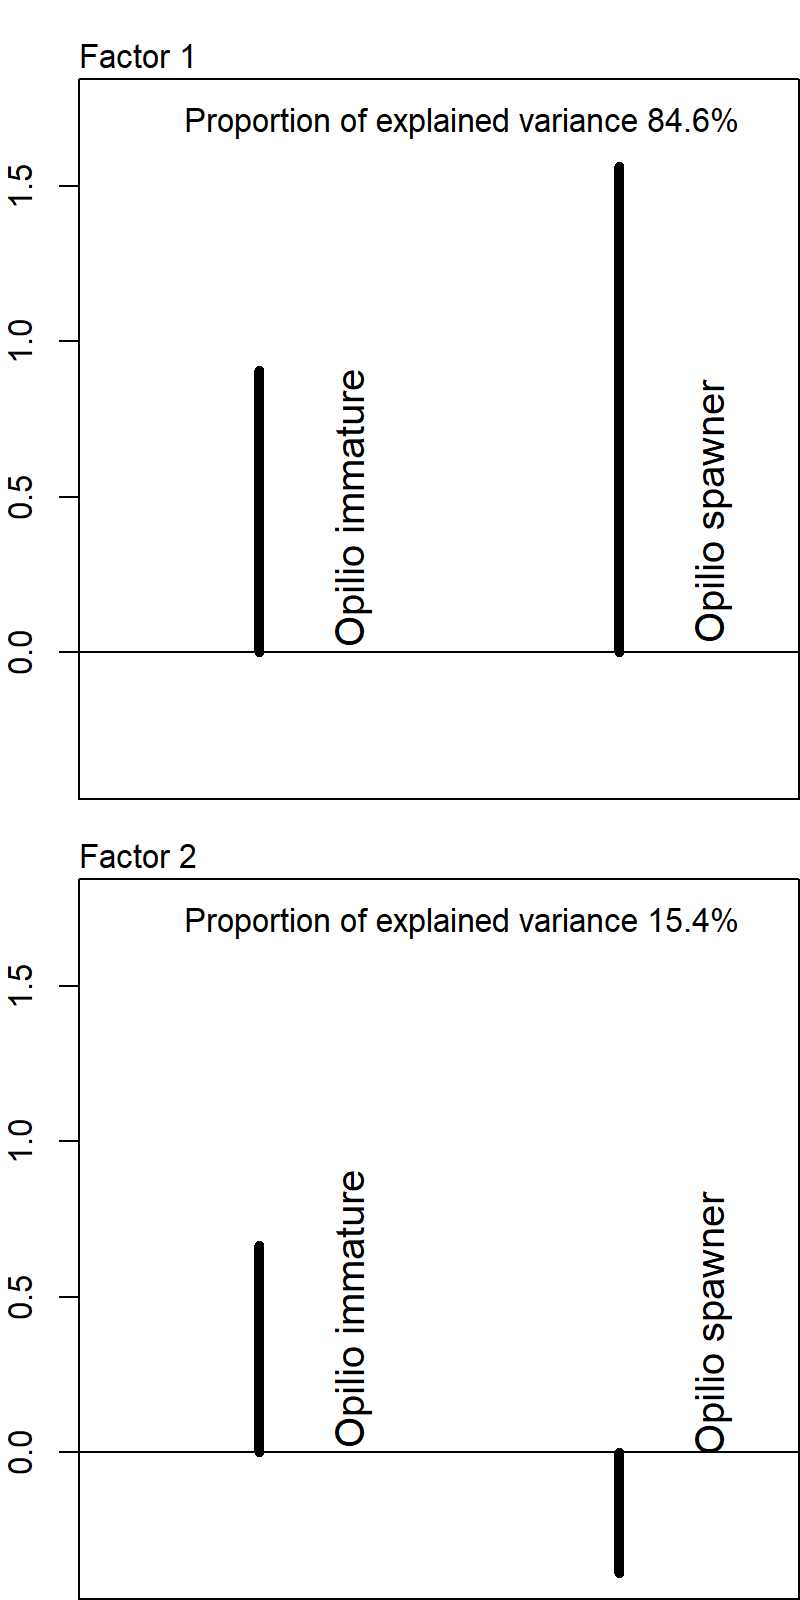 Factor 1
Proportion of explained variance 84.6%
1.5
1.0
0.5
0.0
Opilio immature
Opilio spawner
Factor 2
Proportion of explained variance 15.4%
1.5
1.0
0.5
0.0
Opilio immature
Opilio spawner